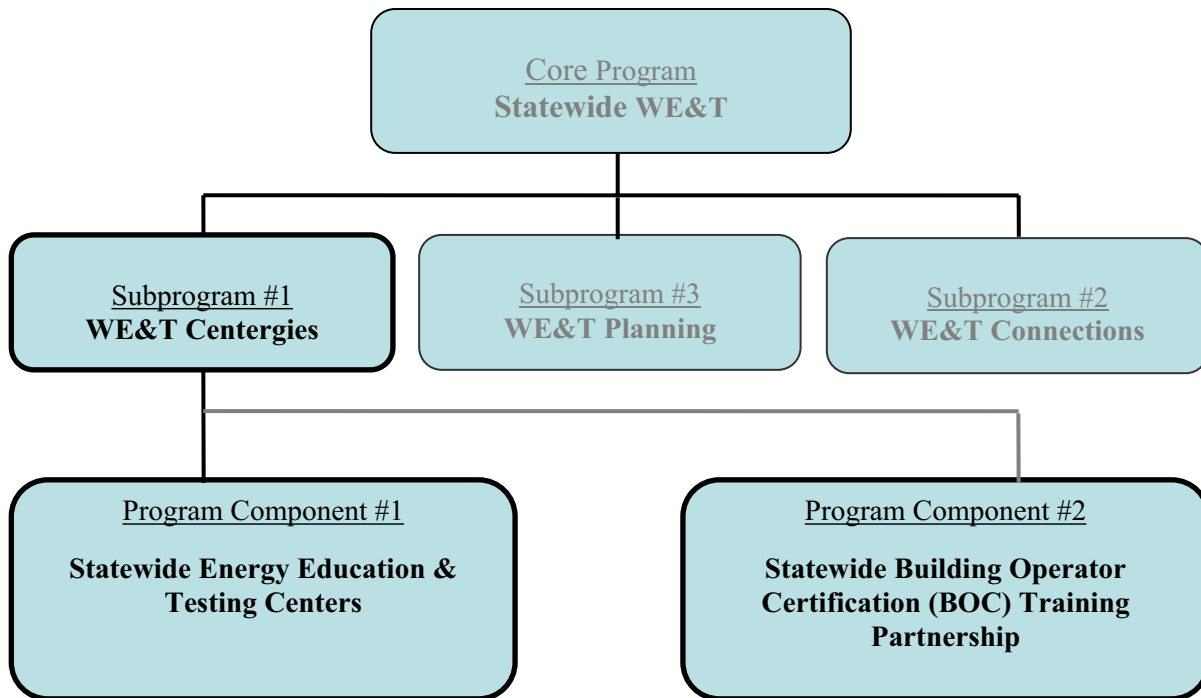 Core Program
Statewide WE&T
Subprogram #1
WE&T Centergies
Subprogram #3
WE&T Planning
Subprogram #2
WE&T Connections
Program Component #1
Statewide Energy Education &
Testing Centers
Program Component #2
Statewide Building Operator
Certification (BOC) Training
Partnership